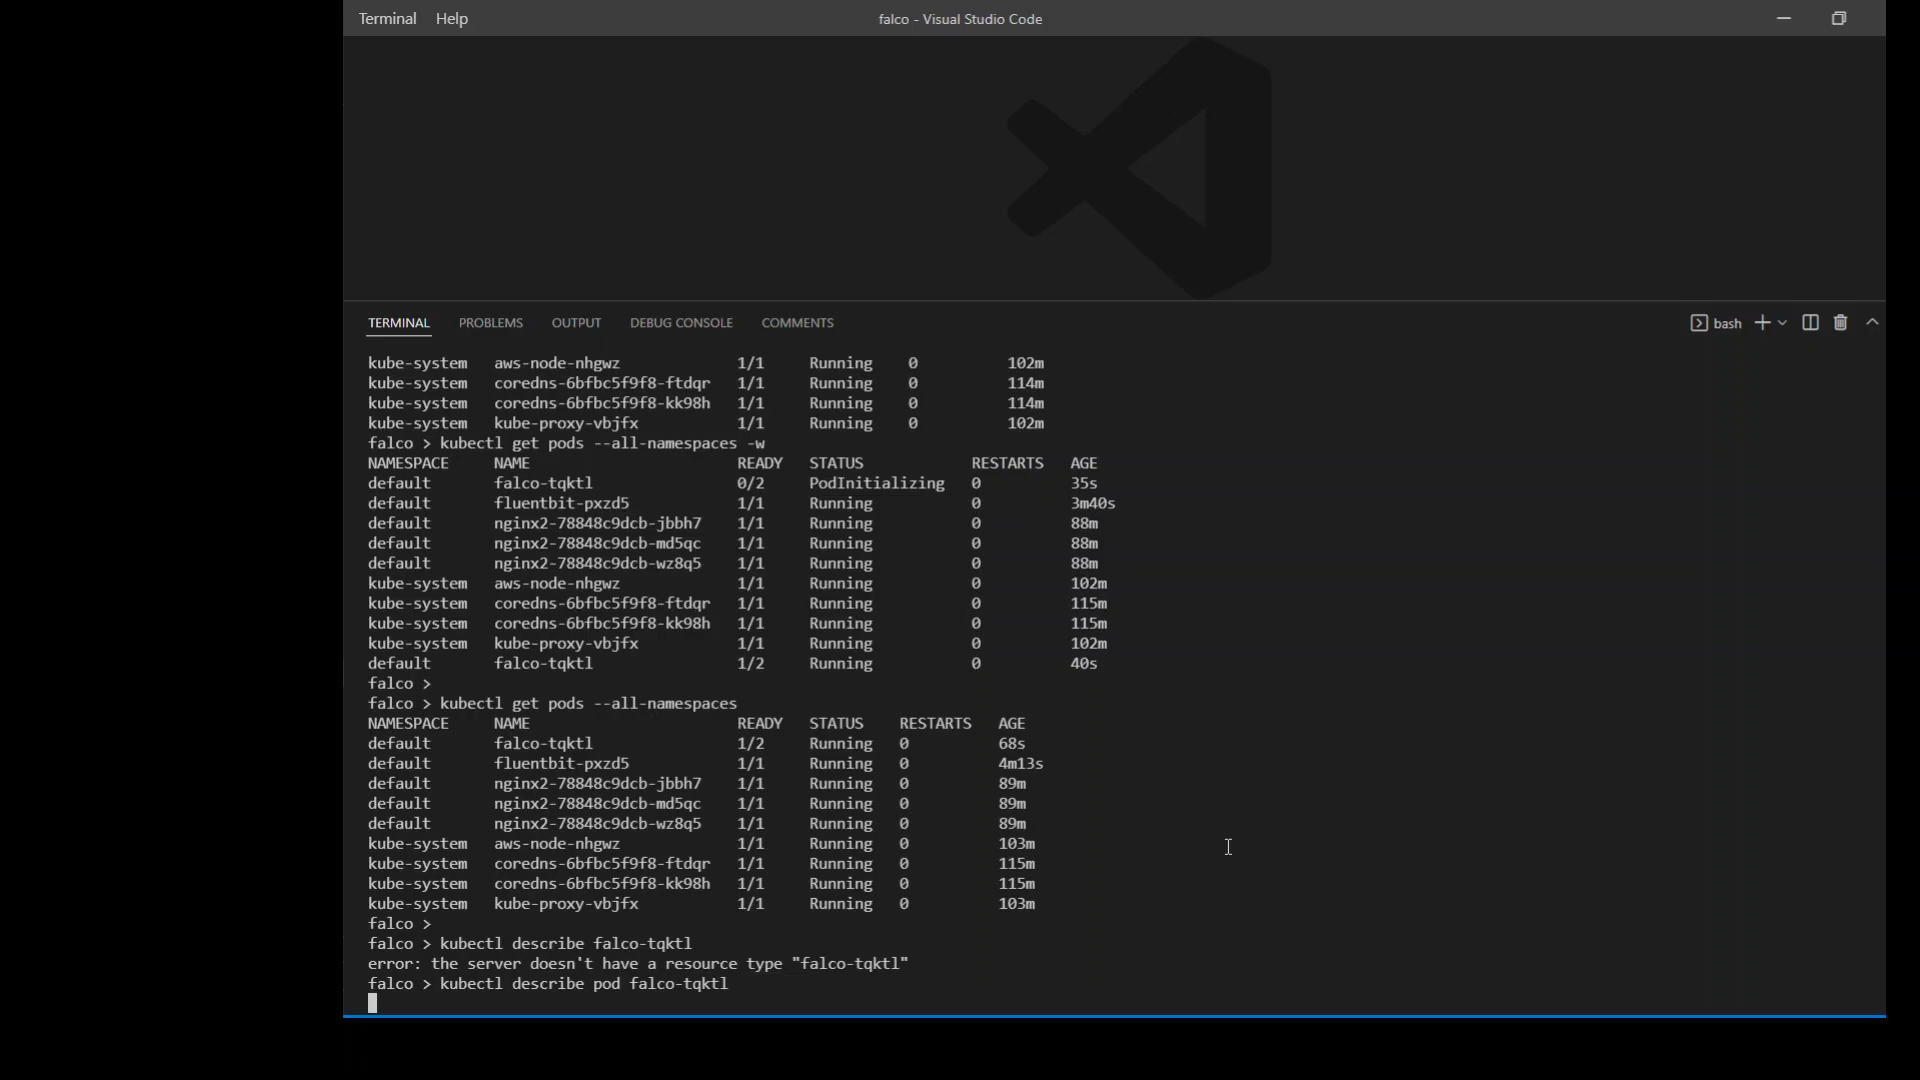 Terminal Help falco - Visual Studio Code
TERMINAL PROBLEMS OUTPUT DEBUG CONSOLE COMMENTS bash
kube-system aws-node-nhgwz 1/1 Running 0 102m
kube-system coredns-6bfbc5f9f8-ftdqr 1/1 Running 0 114m
kube-system coredns-6bfbc5f9f8-kk98h 1/1 Running 0 114m
kube-system kube-proxy-vbjfx 1/1 Running 0 102m
falco > kubectl get pods --all-namespaces -w
NAMESPACE NAME READY STATUS RESTARTS AGE
default falco-tqktl 0/2 PodInitializing 0 35s
default fluentbit-pxzd5 1/1 Running 0 3m40s
default nginx2-78848c9dcb-jbbh7 1/1 Running 0 88m
default nginx2-78848c9dcb-md5qc 1/1 Running 0 88m
default nginx2-78848c9dcb-wz8q5 1/1 Running 0 88m
kube-system aws-node-nhgwz 1/1 Running 0 102m
kube-system coredns-6bfbc5f9f8-ftdqr 1/1 Running 0 115m
kube-system coredns-6bfbc5f9f8-kk98h 1/1 Running 0 115m
kube-system kube-proxy-vbjfx 1/1 Running 0 102m
default falco-tqktl 1/2 Running 0 40s
falco >
falco > kubectl get pods --all-namespaces
NAMESPACE NAME READY STATUS RESTARTS AGE
default falco-tqktl 1/2 Running 0 68s
default fluentbit-pxzd5 1/1 Running 0 4m13s
default nginx2-78848c9dcb-jbbh7 1/1 Running 0 89m
default nginx2-78848c9dcb-md5qc 1/1 Running 0 89m
default nginx2-78848c9dcb-wz8q5 1/1 Running 0 89m
kube-system aws-node-nhgwz 1/1 Running 0 103m
kube-system coredns-6bfbc5f9f8-ftdqr 1/1 Running 0 115m
kube-system coredns-6bfbc5f9f8-kk98h 1/1 Running 0 115m
kube-system kube-proxy-vbjfx 1/1 Running 0 103m
falco >
falco > kubectl describe falco-tqktl
error: the server doesn't have a resource type "falco-tqktl"
falco > kubectl describe pod falco-tqktl